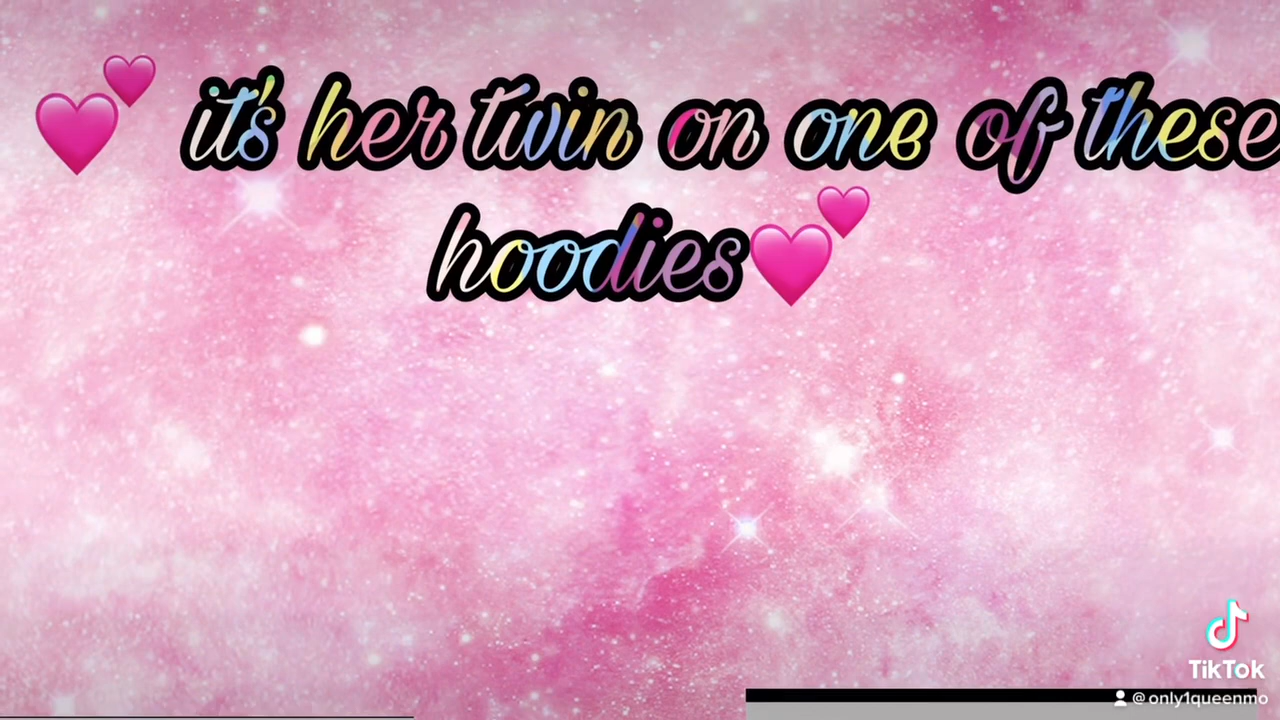 💕 it's her twin on one of these
hoodies💕
TikTok
@only1queenmo